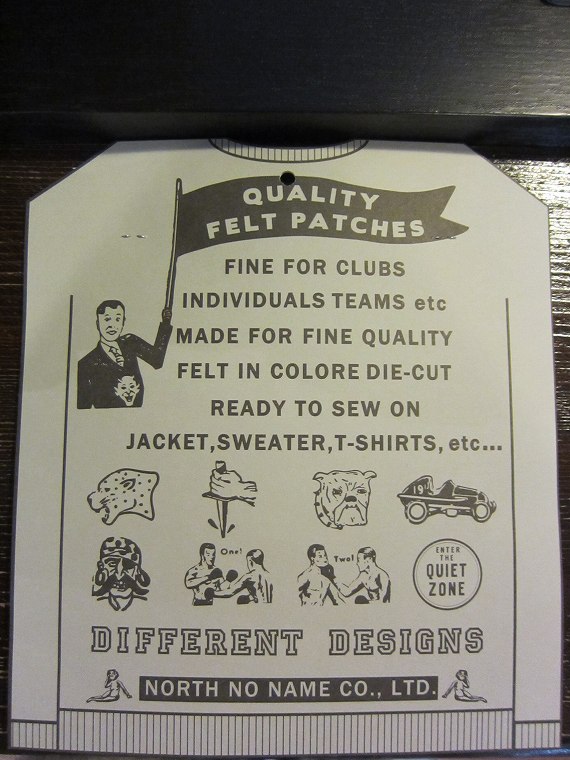 QUALITY
FELT PATCHES
FINE FOR CLUBS
INDIVIDUALS TEAMS etc
MADE FOR FINE QUALITY
FELT IN COLORE DIE-CUT
READY TO SEW ON
JACKET,SWEATER,T-SHIRTS, etc...
19
One!
Two!
ENTER
THE
QUIET
ZONE
DIFFERENT DESIGNS
NORTH NO NAME CO., LTD.